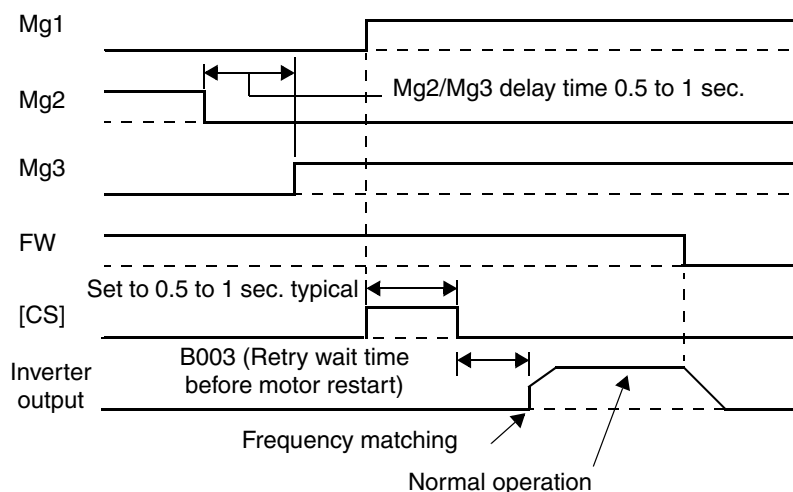 Mg1
Mg2/Mg3 delay time 0.5 to 1 sec.
Mg2
Mg3
FW
Set to 0.5 to 1 sec. typical
[CS]
B003 (Retry wait time
before motor restart)
Inverter
output
Frequency matching
Normal operation